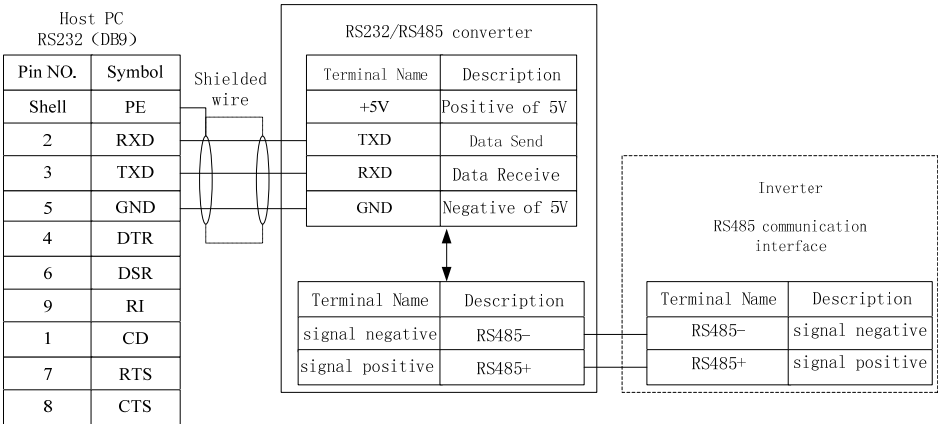 Host PC
RS232 (DB9)
Pin NO. Symbol
Shell PE
2 RXD
3 TXD
5 GND
4 DTR
6 DSR
9 RI
1 CD
7 RTS
8 CTS
Shielded
wire
RS232/RS485 converter
Terminal Name Description
+5V Positive of 5V
TXD Data Send
RXD Data Receive
GND Negative of 5V
Terminal Name Description
signal negative RS485-
signal positive RS485+
Inverter
RS485 communication
interface
Terminal Name Description
RS485- signal negative
RS485+ signal positive